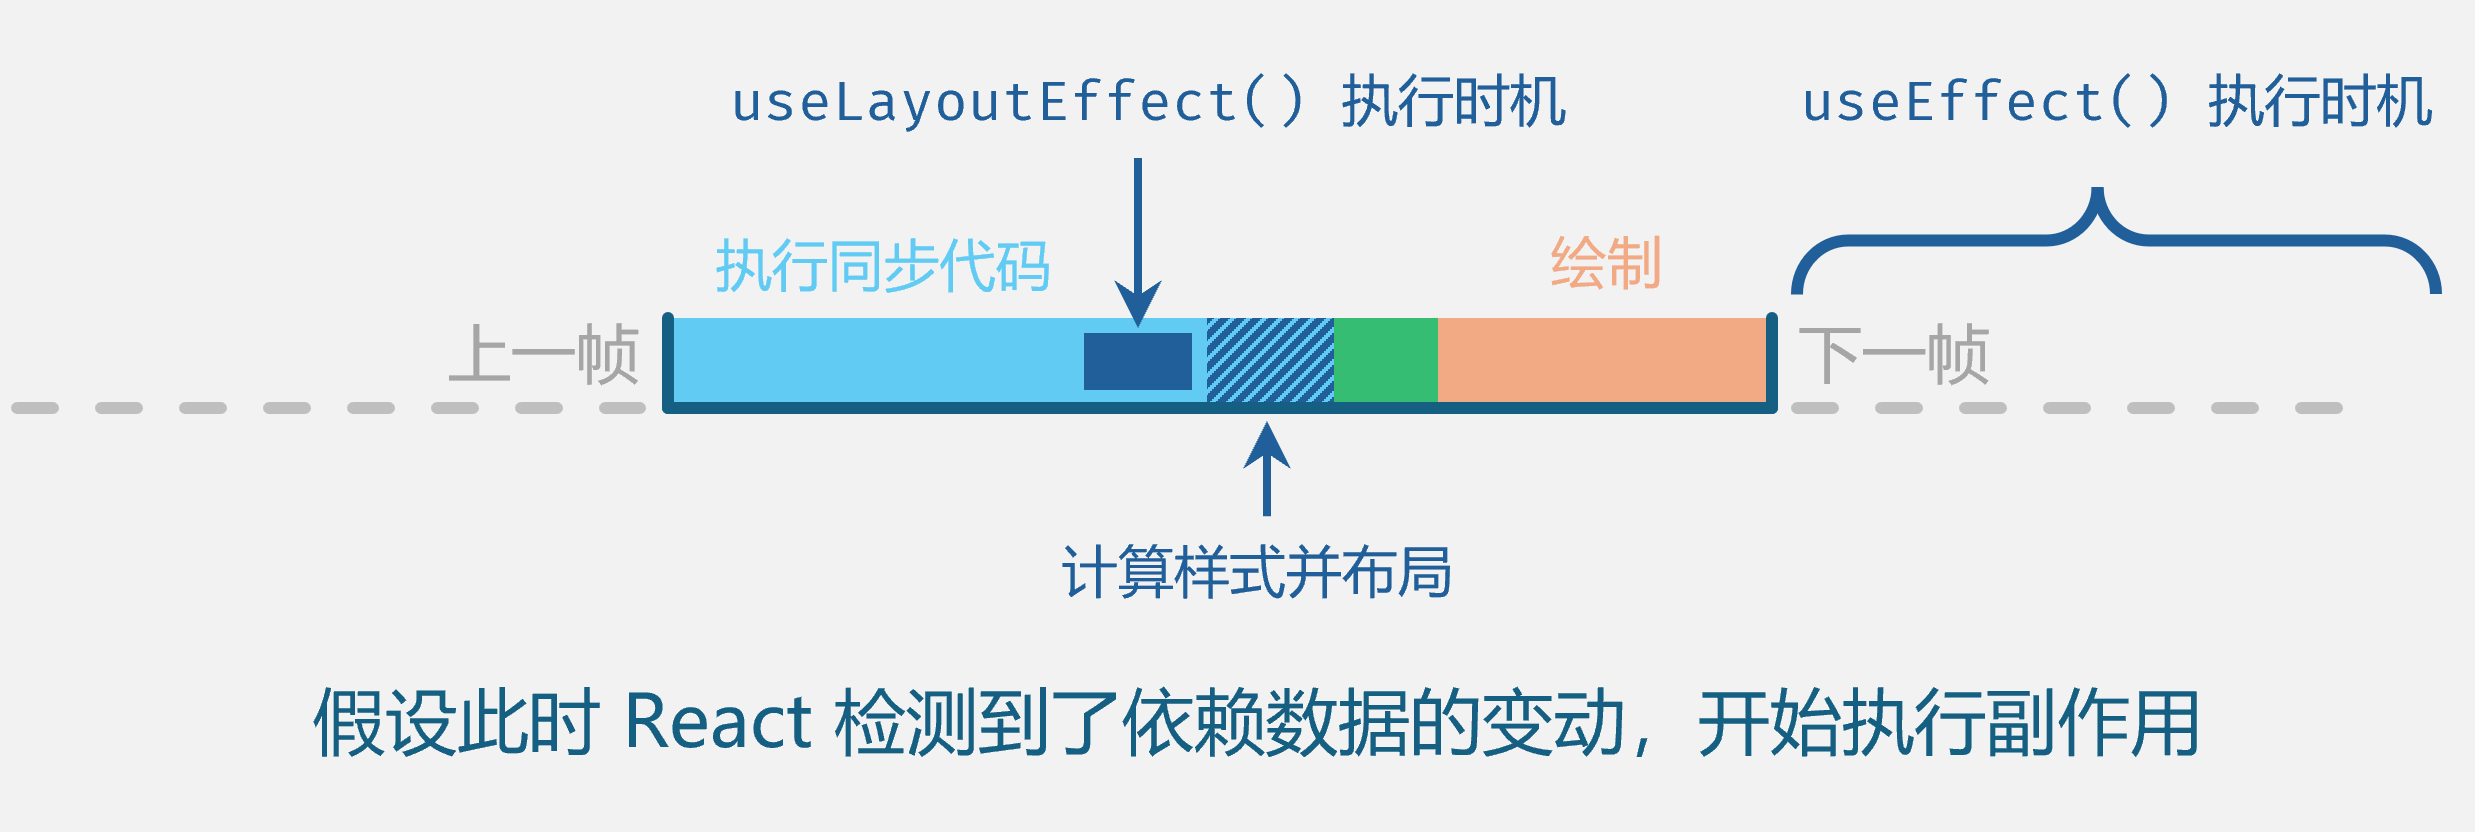 useLayoutEffect() 执行时机
useEffect() 执行时机
执行同步代码
绘制
上一帧
下一帧
计算样式并布局
假设此时 React 检测到了依赖数据的变动，开始执行副作用